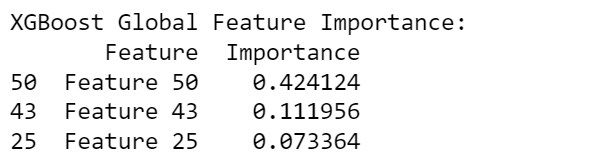 XGBoost Global Feature Importance:
Feature Importance
50 Feature 50 0.424124
43 Feature 43 0.111956
25 Feature 25 0.073364